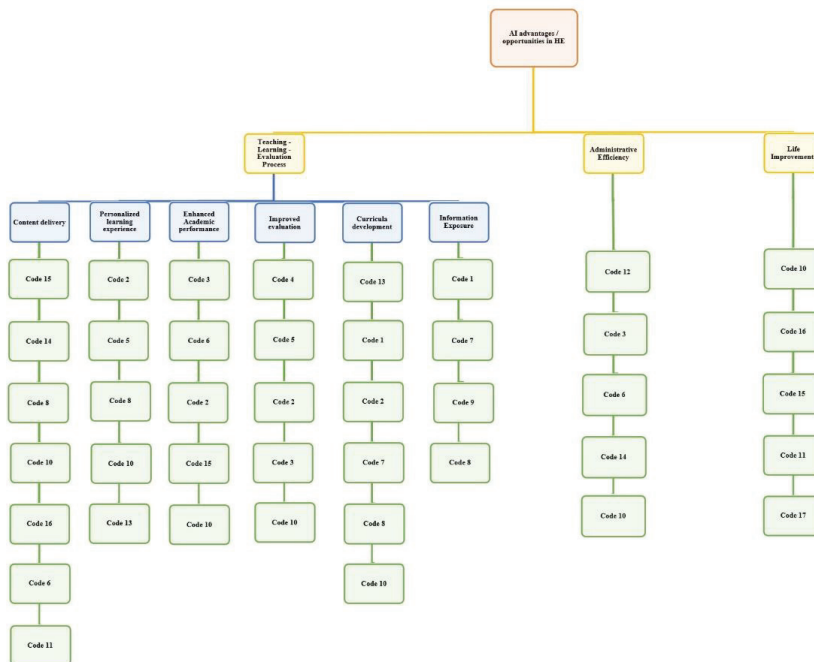 AI advantages /
opportunities in HE
Teaching -
Learning -
Evaluation
Process
Administrative
Efficiency
Life
Improvement
Content delivery
Personalized
learning
experience
Enhanced
Academic
performance
Improved
evaluation
Curricula
development
Information
Exposure
Code 15
Code 14
Code 8
Code 10
Code 16
Code 6
Code 11
Code 2
Code 5
Code 8
Code 10
Code 13
Code 3
Code 6
Code 2
Code 15
Code 10
Code 4
Code 5
Code 2
Code 3
Code 10
Code 13
Code 1
Code 2
Code 7
Code 8
Code 10
Code 1
Code 7
Code 9
Code 8
Code 12
Code 3
Code 6
Code 14
Code 10
Code 10
Code 16
Code 15
Code 11
Code 17